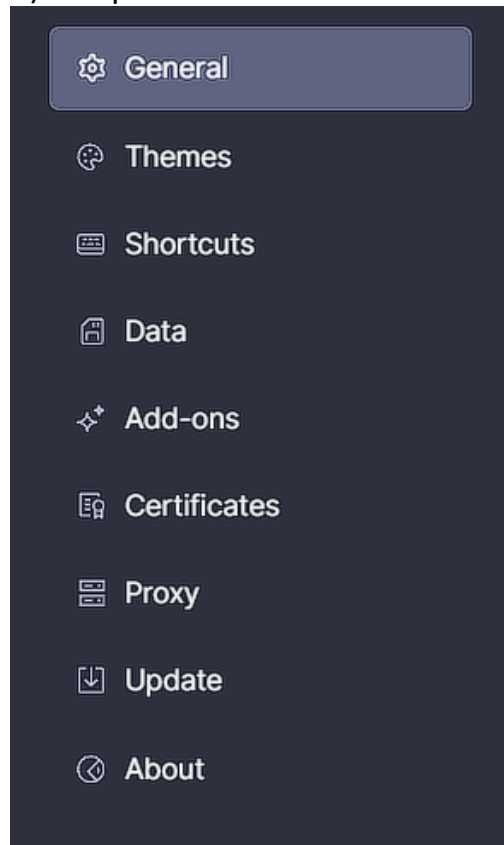 General
Themes
Shortcuts
Data
Add-ons
Certificates
Proxy
Update
About